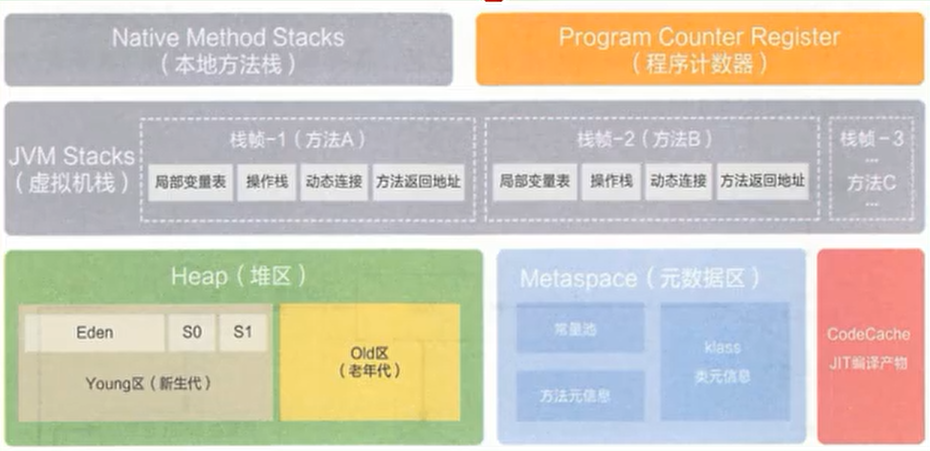 Native Method Stacks
（本地方法栈）
Program Counter Register
（程序计数器）
JVM Stacks
（虚拟机栈）
栈帧-1（方法A）
局部变量表
操作栈
动态连接
方法返回地址
栈帧-2（方法B）
局部变量表
操作栈
动态连接
方法返回地址
栈帧-3
...
方法C
...
Heap（堆区）
Eden
S0
S1
Young区（新生代）
Old区
（老年代）
Metaspace（元数据区）
常量池
方法元信息
klass
类元信息
CodeCache
JIT编译产物